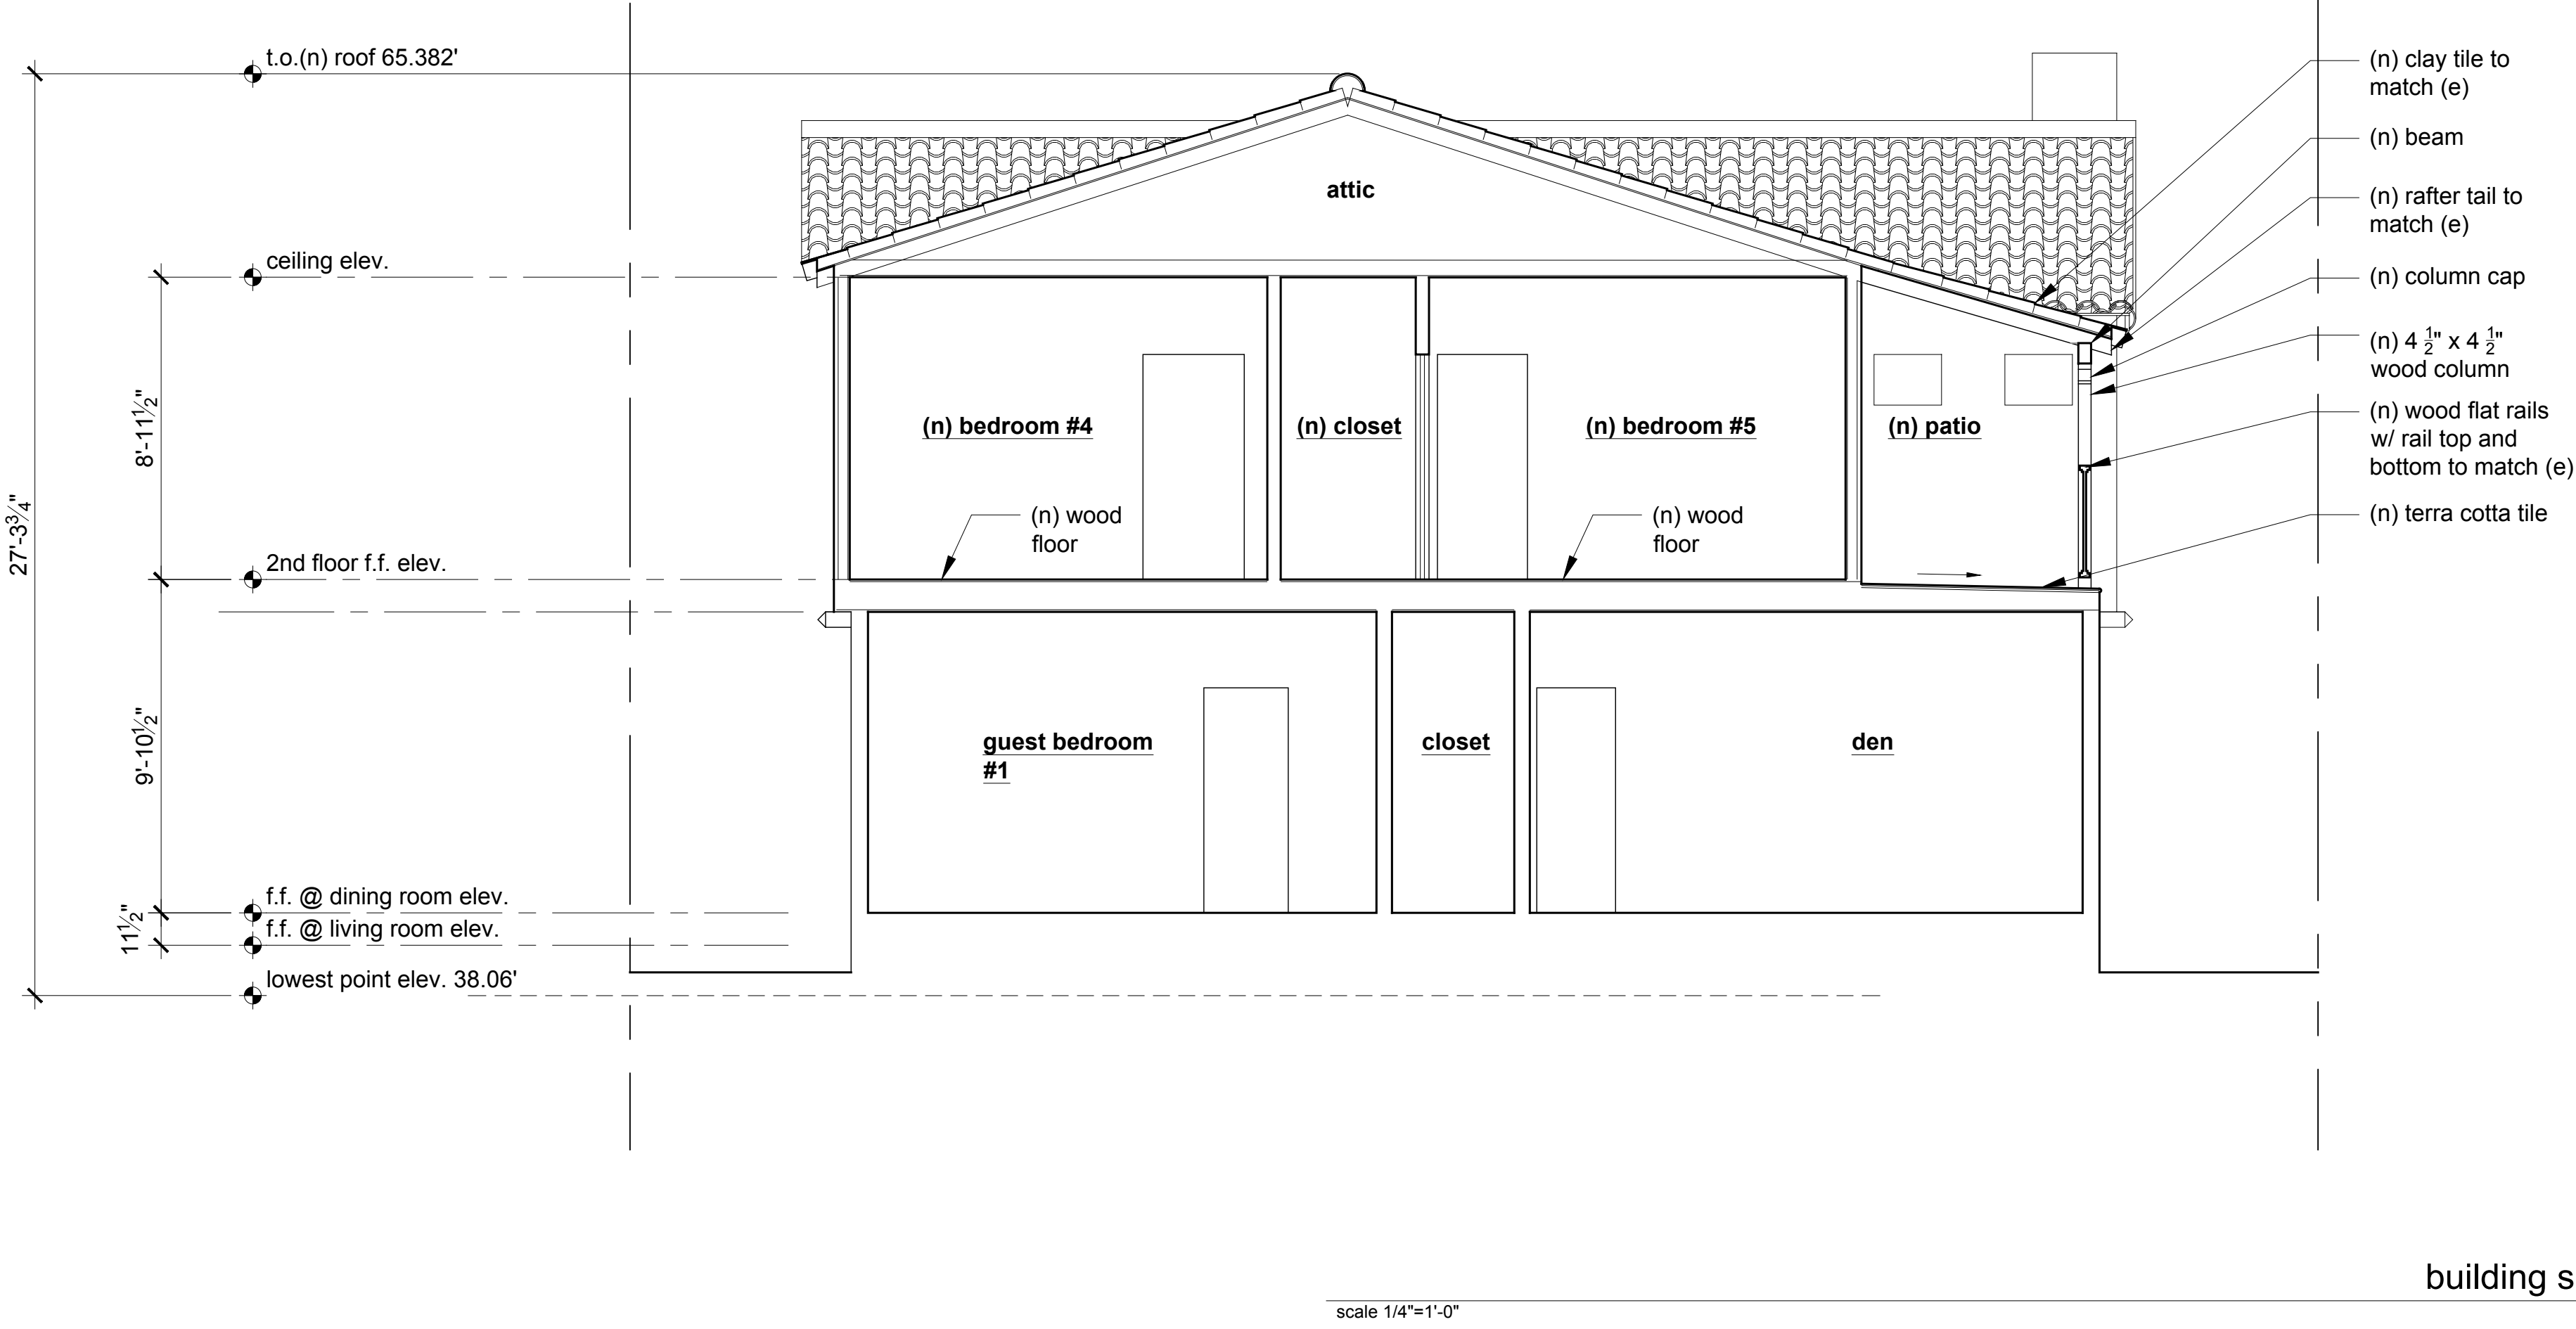 t.o.(n) roof 65.382'
ceiling elev.
2nd floor f.f. elev.
f.f. @ dining room elev.
f.f. @ living room elev.
lowest point elev. 38.06'
27'-3¾"
8'-11½"
9'-10½"
11½"
attic
(n) bedroom #4
(n) closet
(n) bedroom #5
(n) patio
(n) wood
floor
(n) wood
floor
guest bedroom
#1
closet
den
(n) clay tile to
match (e)
(n) beam
(n) rafter tail to
match (e)
(n) column cap
(n) 4 ½" x 4 ½"
wood column
(n) wood flat rails
w/ rail top and
bottom to match (e)
(n) terra cotta tile
building s
scale 1/4"=1'-0"